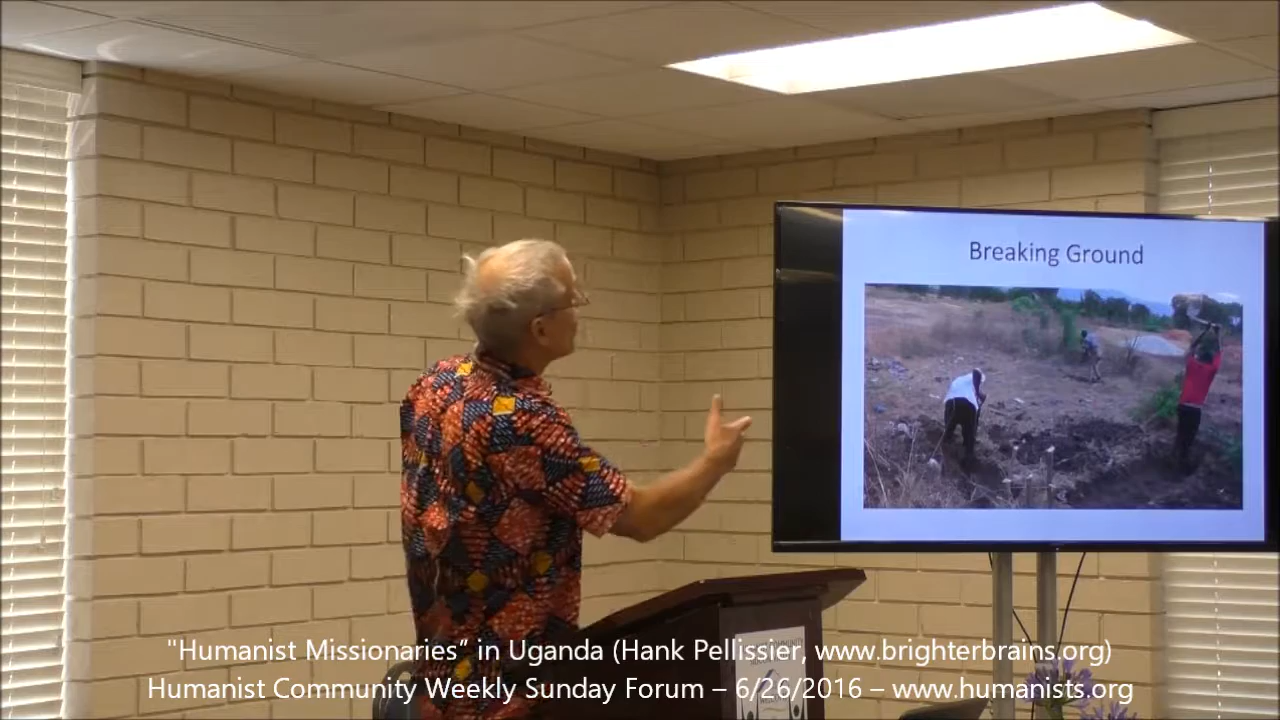 Breaking Ground
"Humanist Missionaries” in Uganda (Hank Pellissier, www.brighterbrains.org)
Humanist Community Weekly Sunday Forum – 6/26/2016 – www.humanists.org